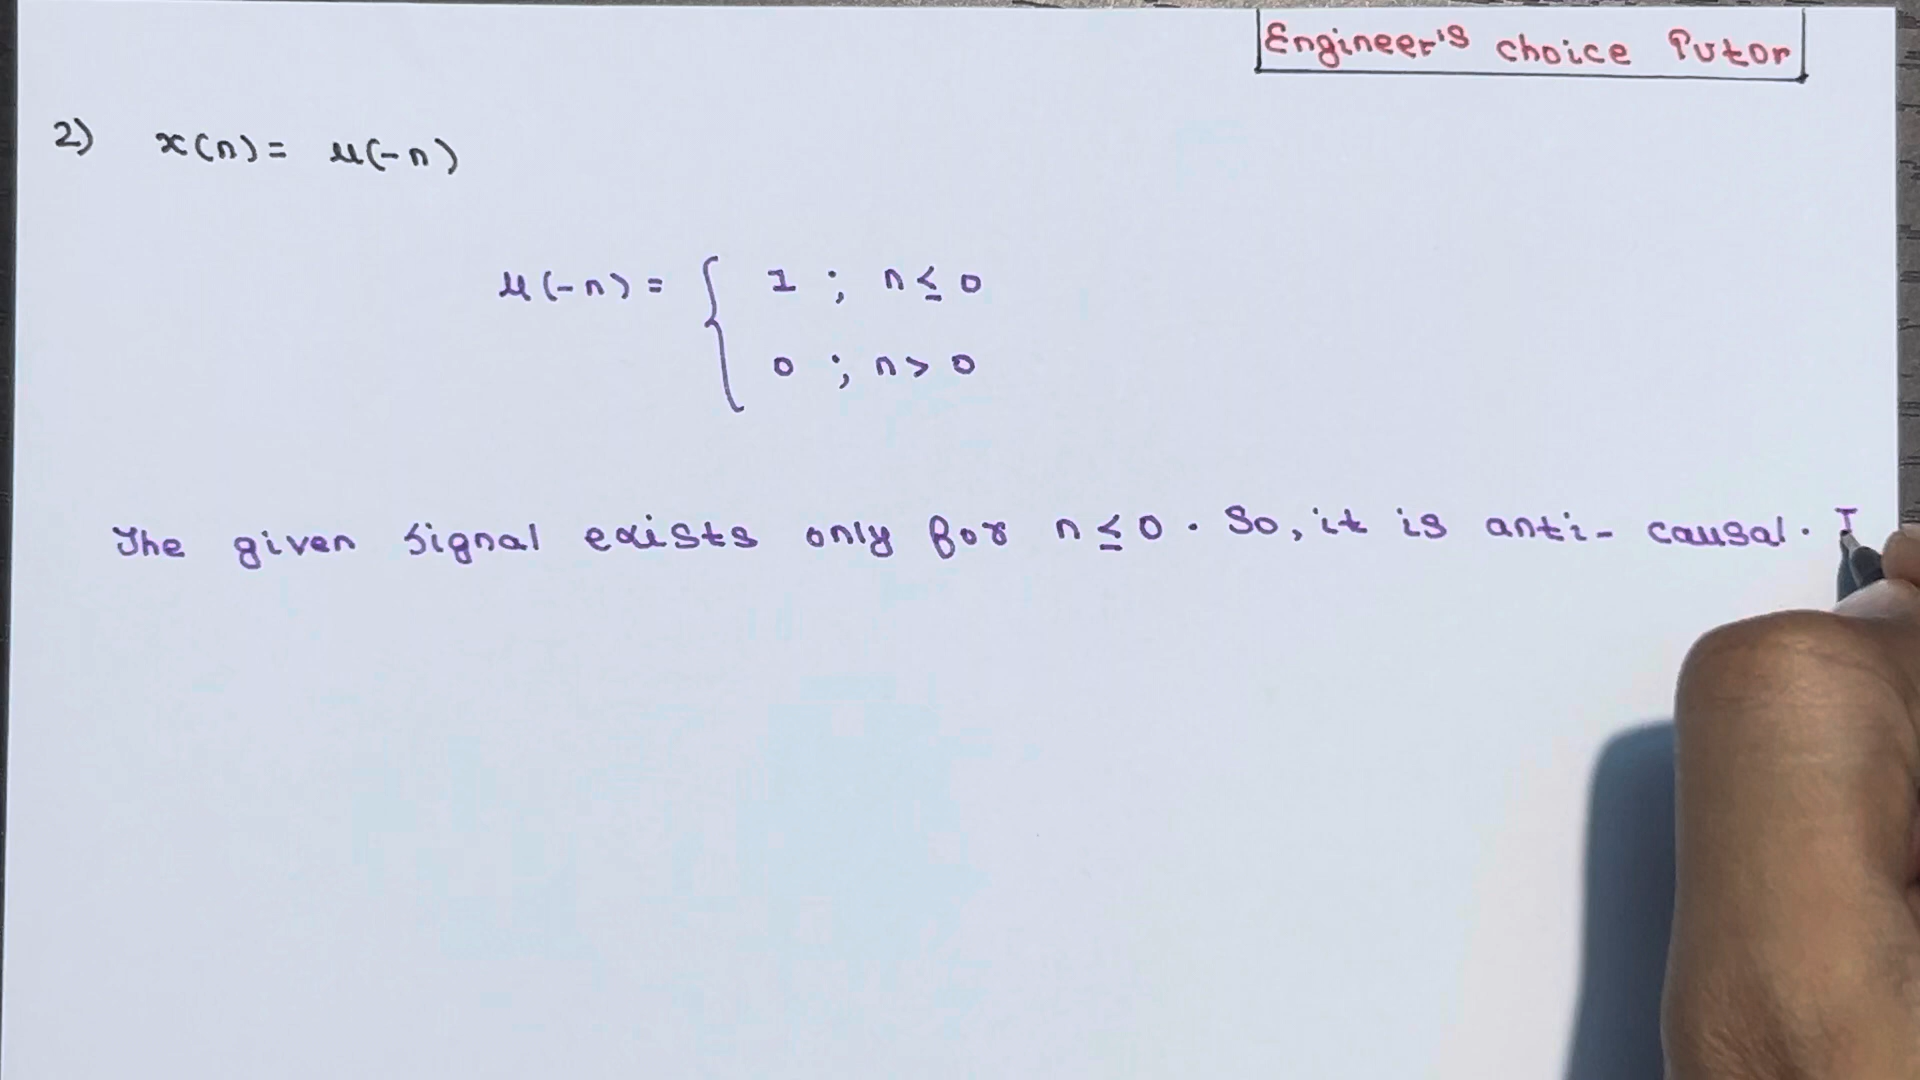 Engineer's choice Tutor
2) x(n) = u(-n)
u(-n) = { 1 ; n ≤ 0
0 ; n > 0
The given signal exists only for n ≤ 0 . So, it is anti-causal. I